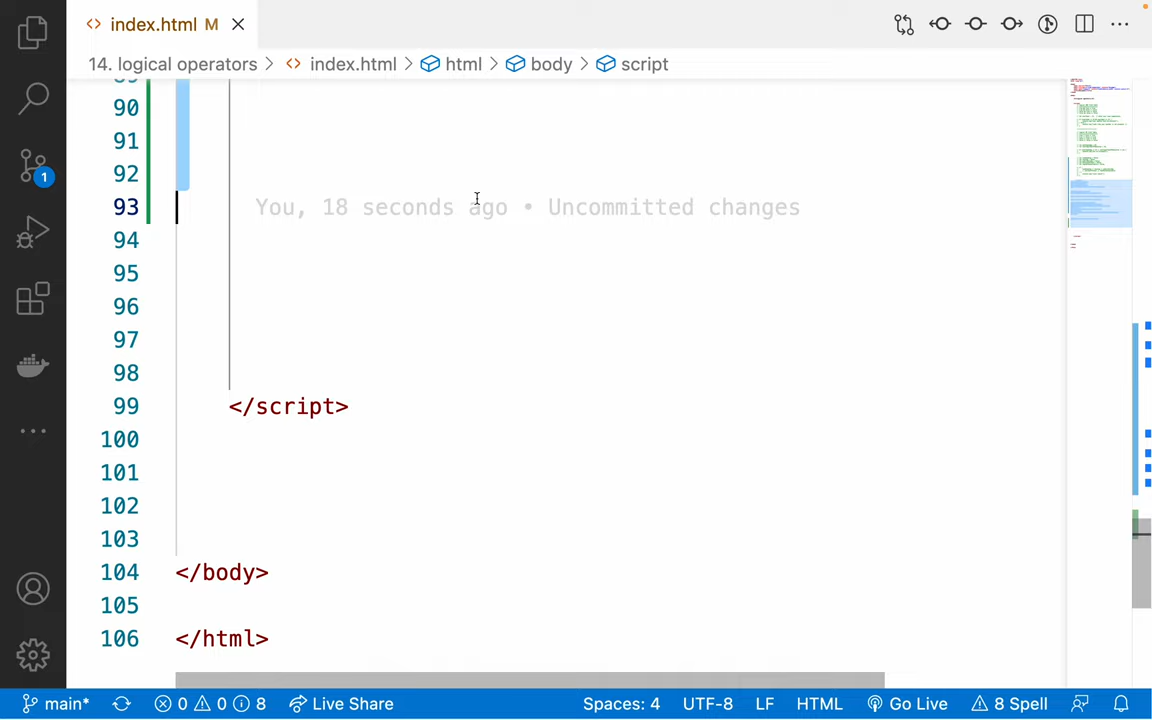 index.html M
14. logical operators > index.html > html > body > script
90
91
92
93 You, 18 seconds ago • Uncommitted changes
94
95
96
97
98
99 </script>
100
101
102
103
104 </body>
105
106 </html>
1
main* 0 0 8 Live Share Spaces: 4 UTF-8 LF HTML Go Live 8 Spell